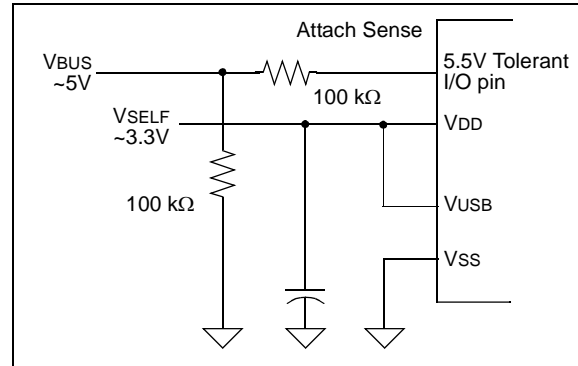 Attach Sense
VBUS
~5V
5.5V Tolerant
I/O pin
100 kΩ
VSELF
~3.3V
VDD
100 kΩ
VUSB
VSS